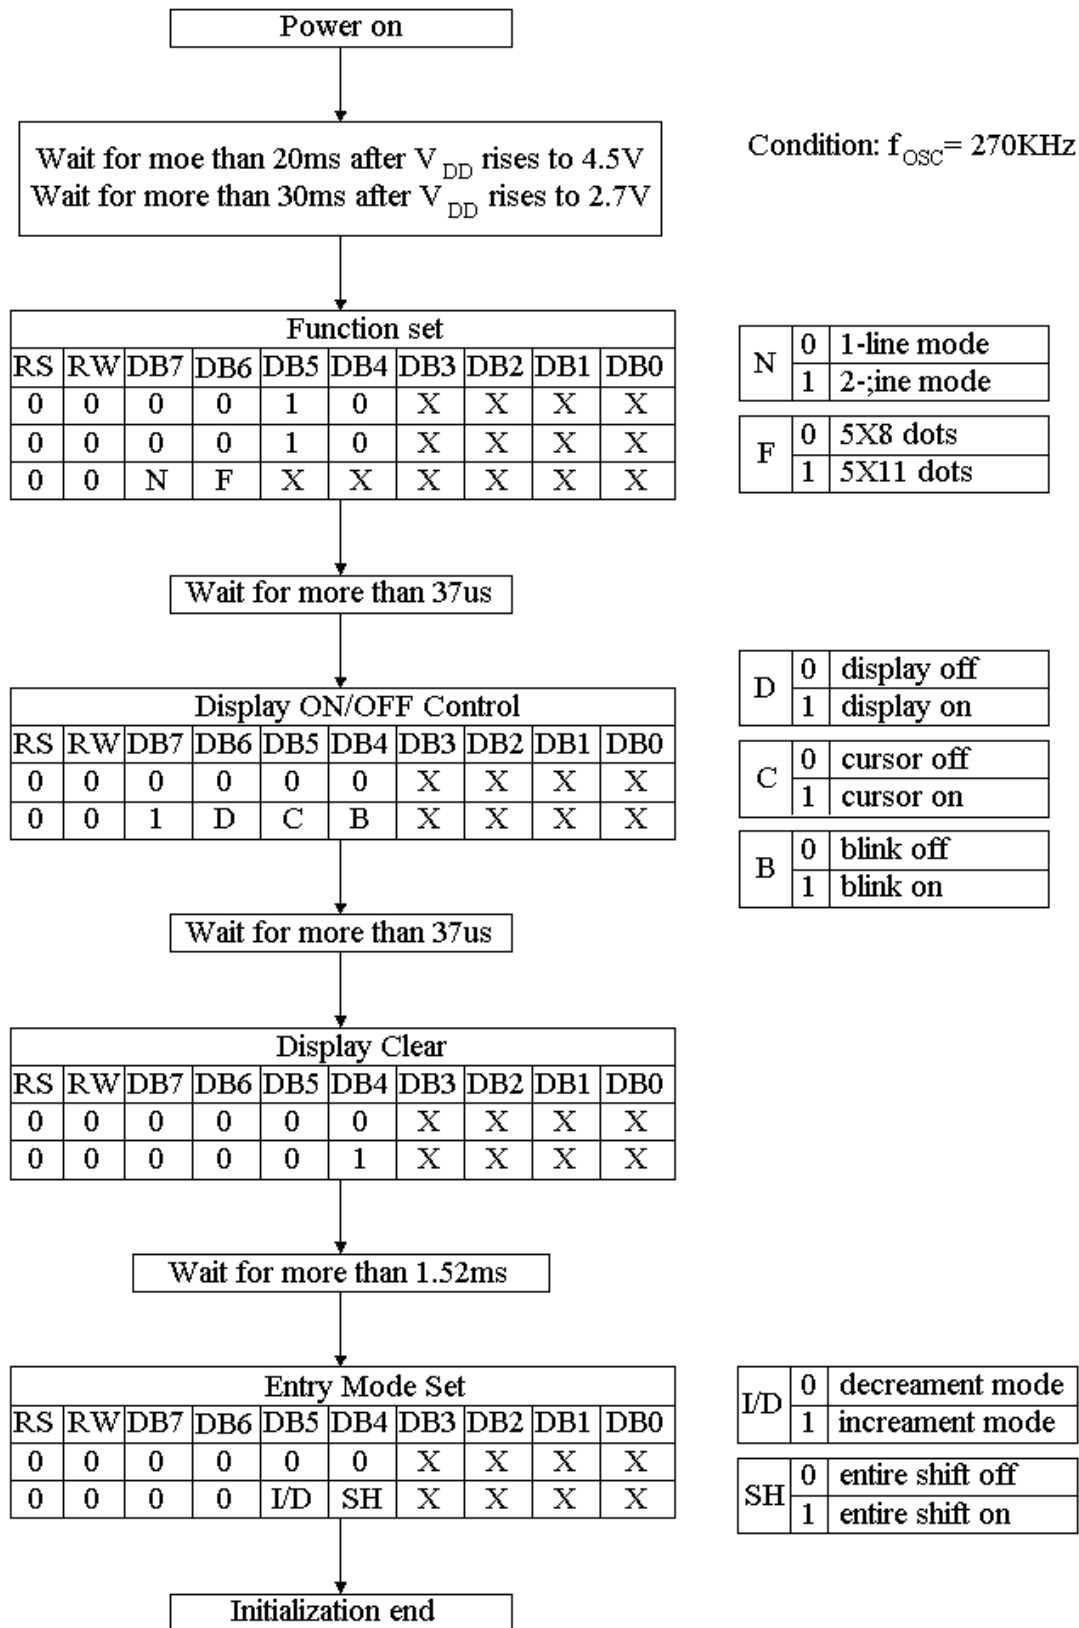 Power on
Wait for moe than 20ms after VDD rises to 4.5V
Wait for more than 30ms after VDD rises to 2.7V
Condition: fOSC= 270KHz
Function set
RS RW DB7 DB6 DB5 DB4 DB3 DB2 DB1 DB0
0 0 0 0 1 0 X X X X
0 0 0 0 1 0 X X X X
0 0 N F X X X X X X
N 0 1-line mode
1 2-;ine mode
F 0 5X8 dots
1 5X11 dots
Wait for more than 37us
Display ON/OFF Control
RS RW DB7 DB6 DB5 DB4 DB3 DB2 DB1 DB0
0 0 0 0 0 0 X X X X
0 0 1 D C B X X X X
D 0 display off
1 display on
C 0 cursor off
1 cursor on
B 0 blink off
1 blink on
Wait for more than 37us
Display Clear
RS RW DB7 DB6 DB5 DB4 DB3 DB2 DB1 DB0
0 0 0 0 0 0 X X X X
0 0 0 0 0 1 X X X X
Wait for more than 1.52ms
Entry Mode Set
RS RW DB7 DB6 DB5 DB4 DB3 DB2 DB1 DB0
0 0 0 0 0 0 X X X X
0 0 0 0 I/D SH X X X X
I/D 0 decreament mode
1 increament mode
SH 0 entire shift off
1 entire shift on
Initialization end